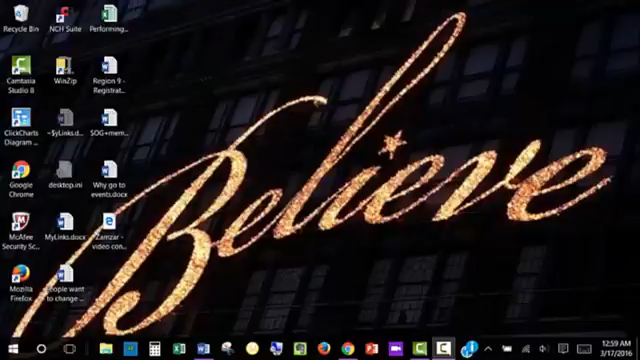 Recycle Bin
NCH Suite
Performing...
Camtasia
Studio 8
WinZip
Region 9 -
Registrat...
ClickCharts
Diagram ...
~$yLinks.d...
SOG+mem...
Google
Chrome
desktop.ini
Why go to
events.docx
McAfee
Security Sc...
MyLinks.docx
Zamzar -
video con...
Mozilla
Firefox
People want
to change ...
Believe
12:59 AM
3/17/2016